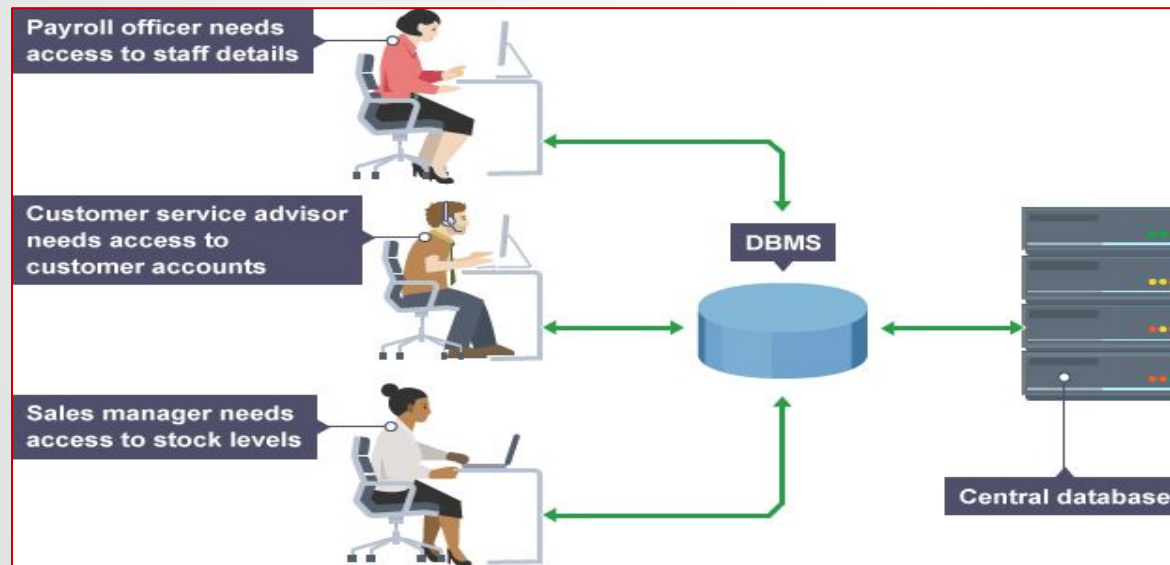 Payroll officer needs
access to staff details
Customer service advisor
needs access to
customer accounts
DBMS
Sales manager needs
access to stock levels
Central database